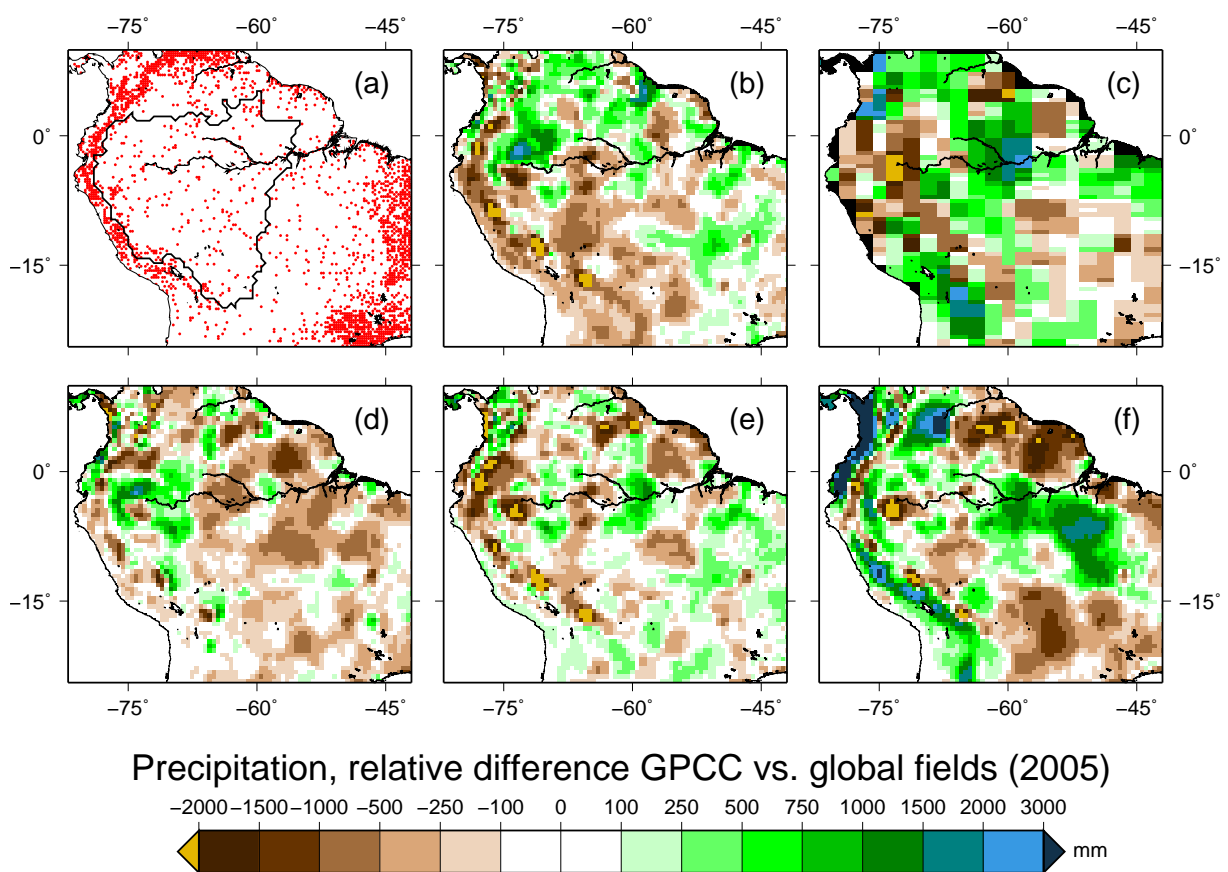 −75° −60° −45° −75° −60° −45° −75° −60° −45°
(a) (b) (c)
0° 0°
−15° −15°
(d) (e) (f)
0° 0°
−15° −15°
−75° −60° −45° −75° −60° −45° −75° −60° −45°
Precipitation, relative difference GPCC vs. global fields (2005)
−2000 −1500 −1000 −500 −250 −100 0 100 250 500 750 1000 1500 2000 3000
mm